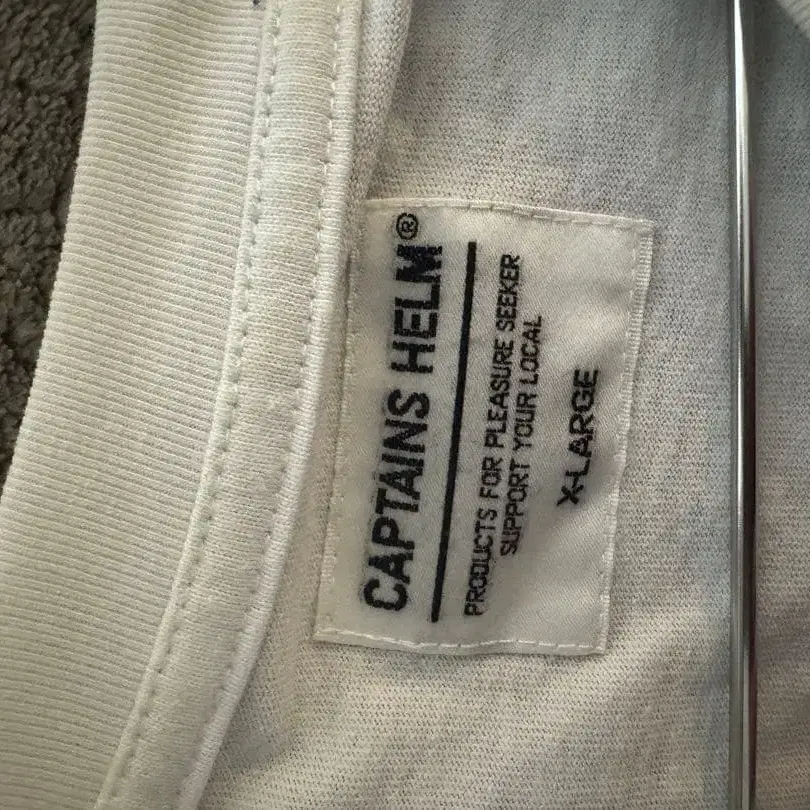 CAPTAINS HELM®
PRODUCTS FOR PLEASURE SEEKER
SUPPORT YOUR LOCAL
X-LARGE